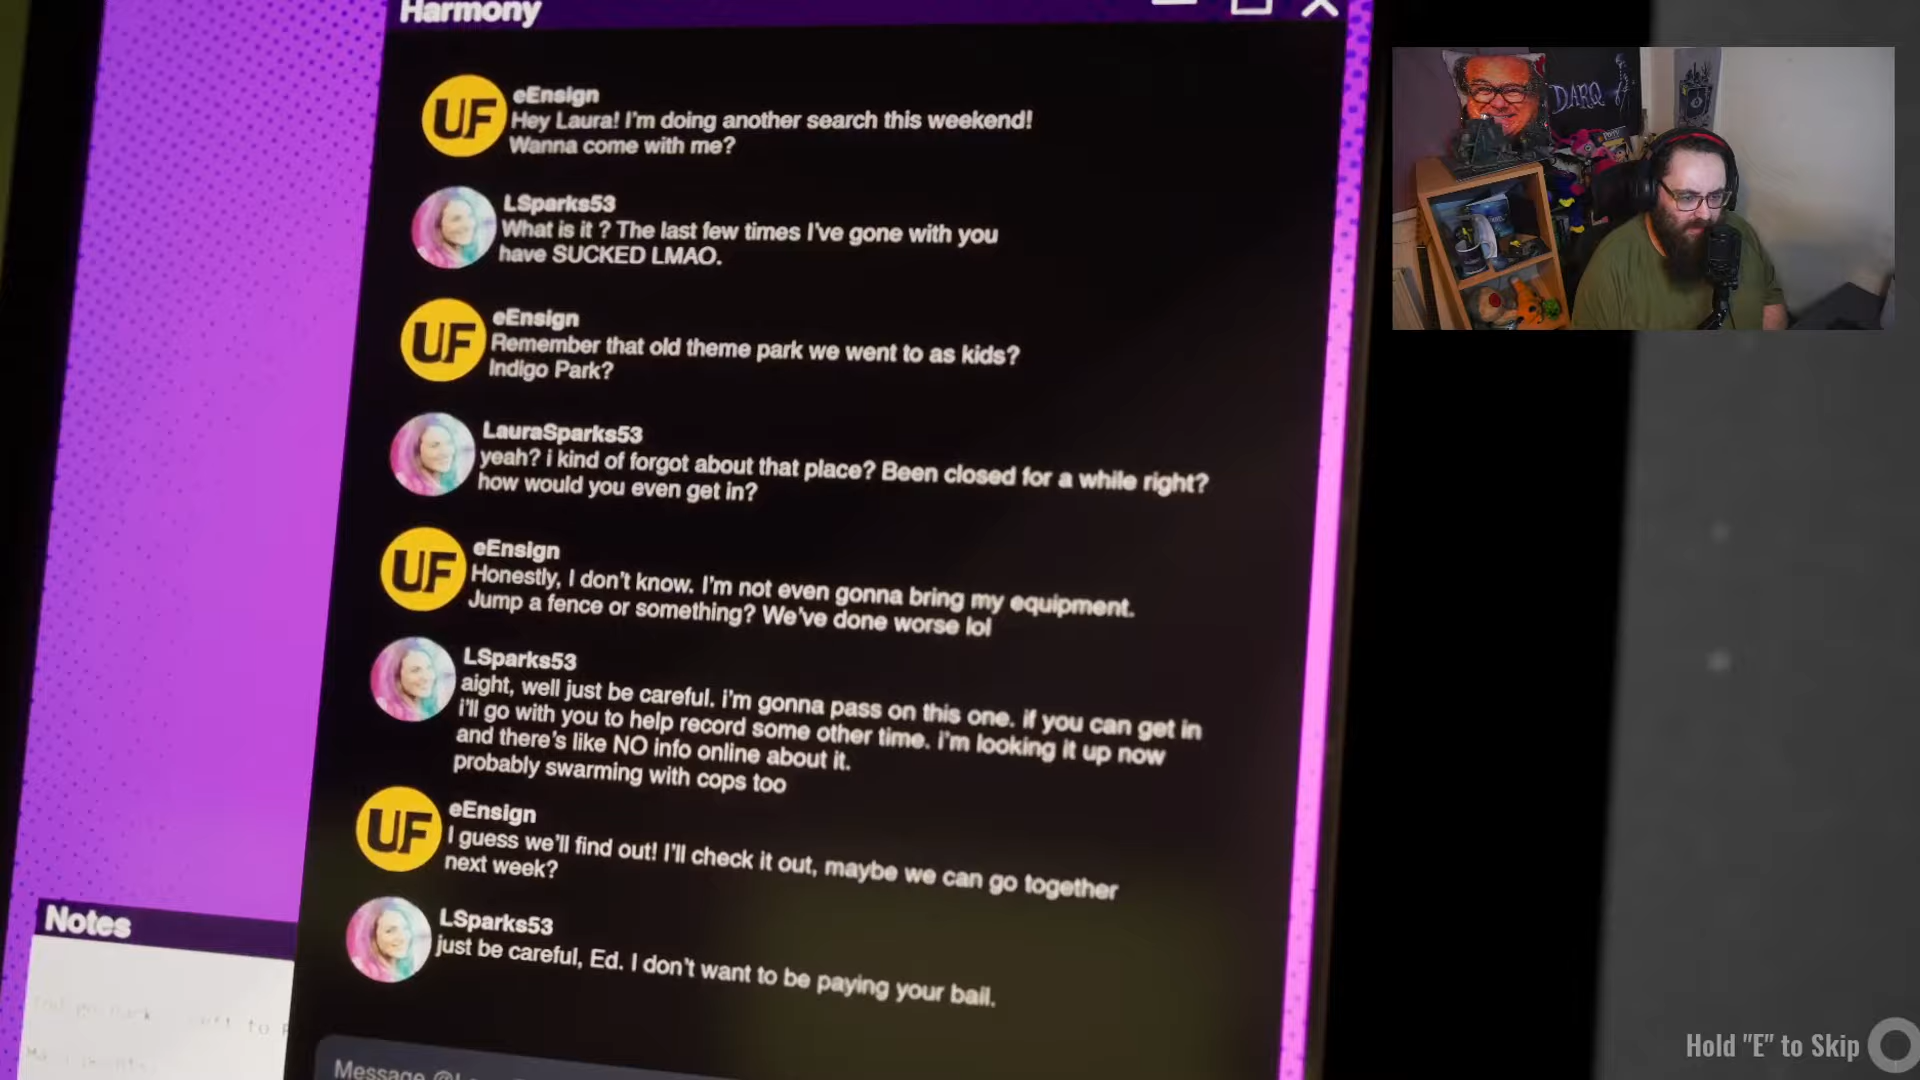 Harmony
UF
eEnsign
Hey Laura! I'm doing another search this weekend!
Wanna come with me?
LSparks53
What is it ? The last few times I've gone with you
have SUCKED LMAO.
UF
eEnsign
Remember that old theme park we went to as kids?
Indigo Park?
LauraSparks53
yeah? i kind of forgot about that place? Been closed for a while right?
how would you even get in?
UF
eEnsign
Honestly, I don't know. I'm not even gonna bring my equipment.
Jump a fence or something? We've done worse lol
LSparks53
aight, well just be careful. i'm gonna pass on this one. if you can get in
i'll go with you to help record some other time. i'm looking it up now
and there's like NO info online about it.
probably swarming with cops too
UF
eEnsign
I guess we'll find out! I'll check it out, maybe we can go together
next week?
LSparks53
just be careful, Ed. I don't want to be paying your bail.
Message
Notes
DARQ
Hold "E" to Skip